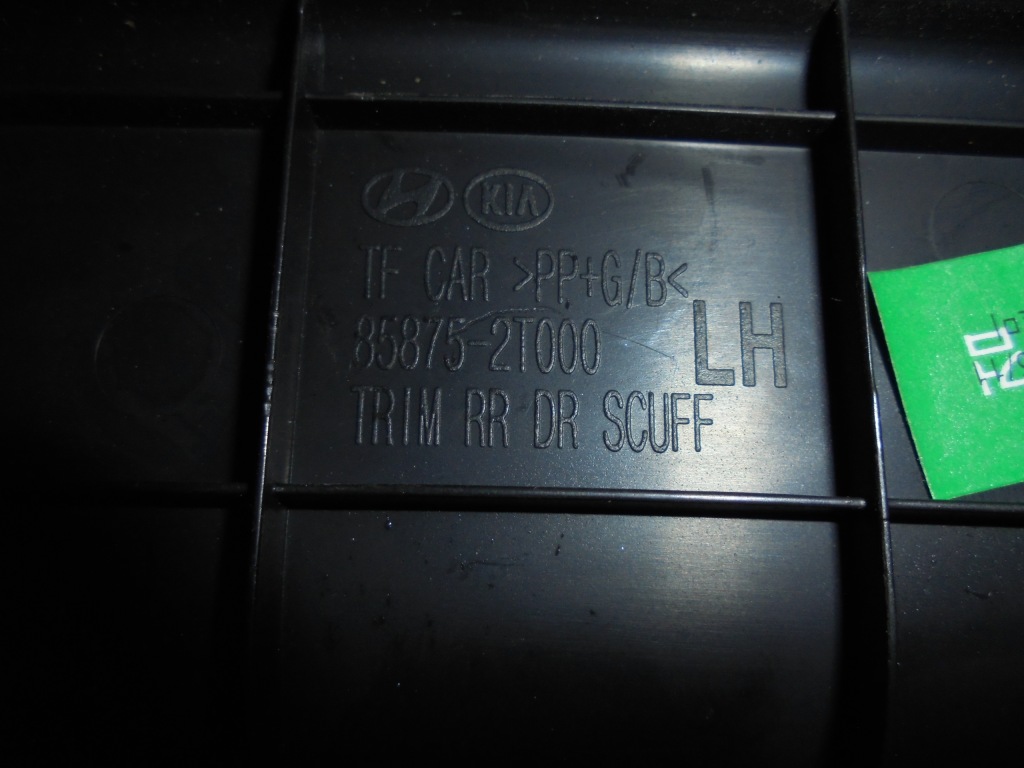 KIA
TF CAR >PP+G/B<
85875-2T000
LH
TRIM RR DR SCUFF